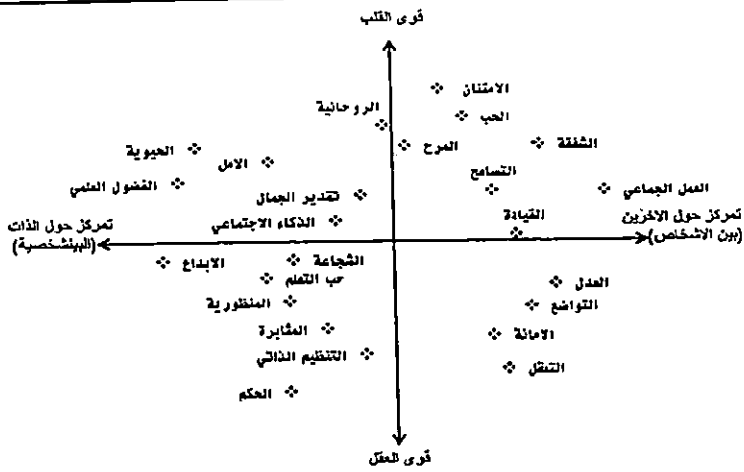 قوى القلب
الامتنان
الروحانية
الحب
الشفقة
المرح
الحيوية
الامل
الفضول العلمي
التسامح
العمل الجماعي
تقدير الجمال
الذكاء الاجتماعي
القيادة
تمركز حول الاخرين
(بين الاشخاص)
تمركز حول الذات
(البينشخصية)
الابداع
الشجاعة
حب التعلم
العدل
المنظورية
التواضع
المثابرة
الامانة
التنظيم الذاتي
التعقل
الحكم
قوى العقل